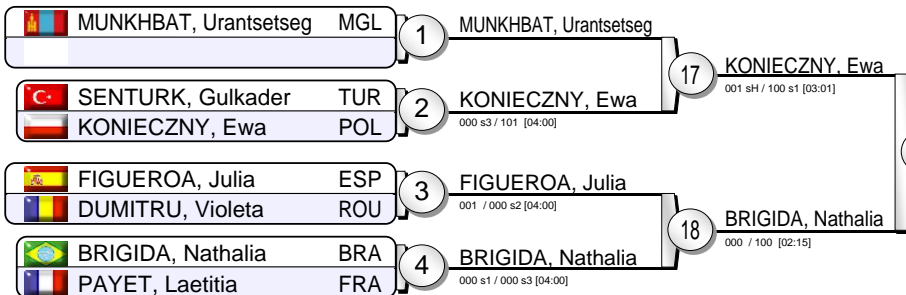 MUNKHBAT, Urantsetseg MGL
1
MUNKHBAT, Urantsetseg
SENTURK, Gulkader TUR
KONIECZNY, Ewa POL
2
KONIECZNY, Ewa
000 s3 / 101 [04:00]
17
KONIECZNY, Ewa
001 sH / 100 s1 [03:01]
FIGUEROA, Julia ESP
DUMITRU, Violeta ROU
3
FIGUEROA, Julia
001 / 000 s2 [04:00]
BRIGIDA, Nathalia BRA
PAYET, Laetitia FRA
4
BRIGIDA, Nathalia
000 s1 / 000 s3 [04:00]
18
BRIGIDA, Nathalia
000 / 100 [02:15]